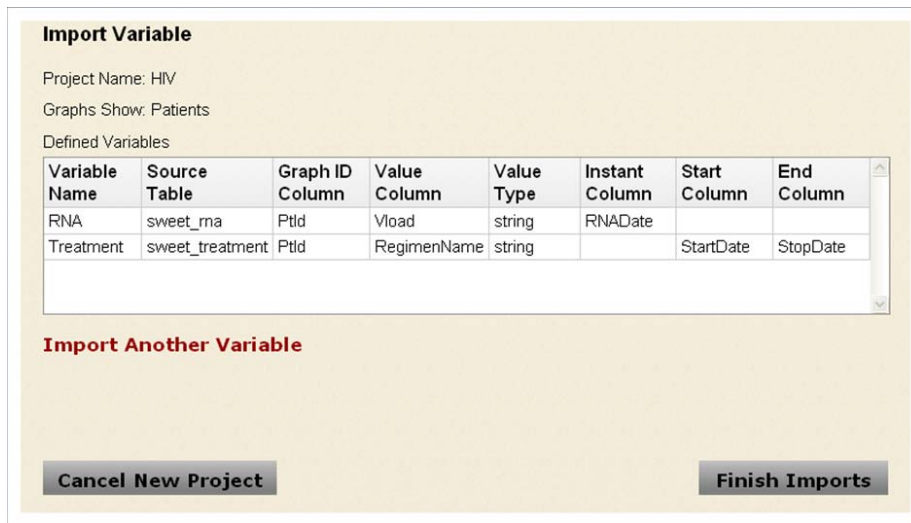 Import Variable
Project Name: HIV
Graphs Show: Patients
Defined Variables
Variable Name Source Table Graph ID Column Value Column Value Type Instant Column Start Column End Column
RNA sweet_rna PtId Vload string RNADate
Treatment sweet_treatment PtId RegimenName string StartDate StopDate
Import Another Variable
Cancel New Project Finish Imports